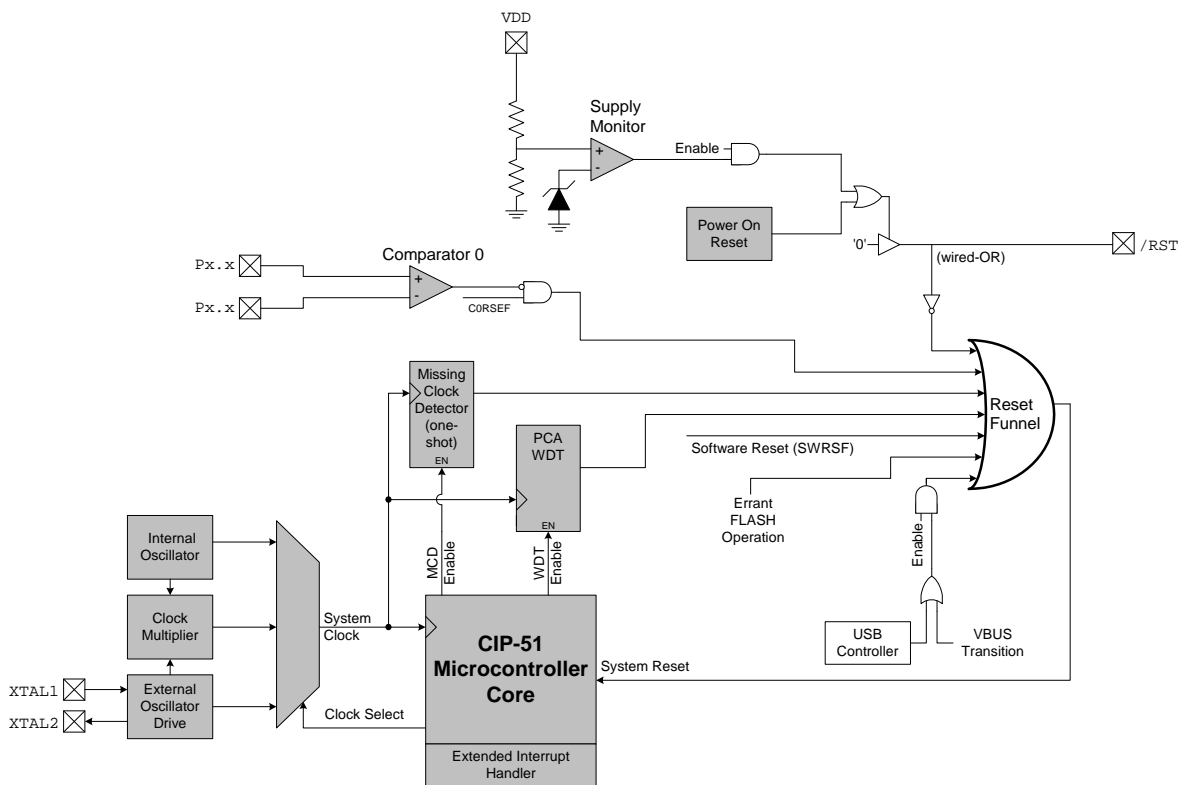 VDD
Supply
Monitor
+
-
Enable
Power On
Reset
'0'
/RST
(wired-OR)
Comparator 0
Px.x
Px.x
+
-
C0RSEF
Missing
Clock
Detector
(one-
shot)
EN
PCA
WDT
EN
Reset
Funnel
Software Reset (SWRSF)
Errant
FLASH
Operation
Enable
Internal
Oscillator
MCD
Enable
WDT
Enable
Clock
Multiplier
System
Clock
CIP-51
Microcontroller
Core
USB
Controller
VBUS
Transition
System Reset
XTAL1
XTAL2
External
Oscillator
Drive
Clock Select
Extended Interrupt
Handler